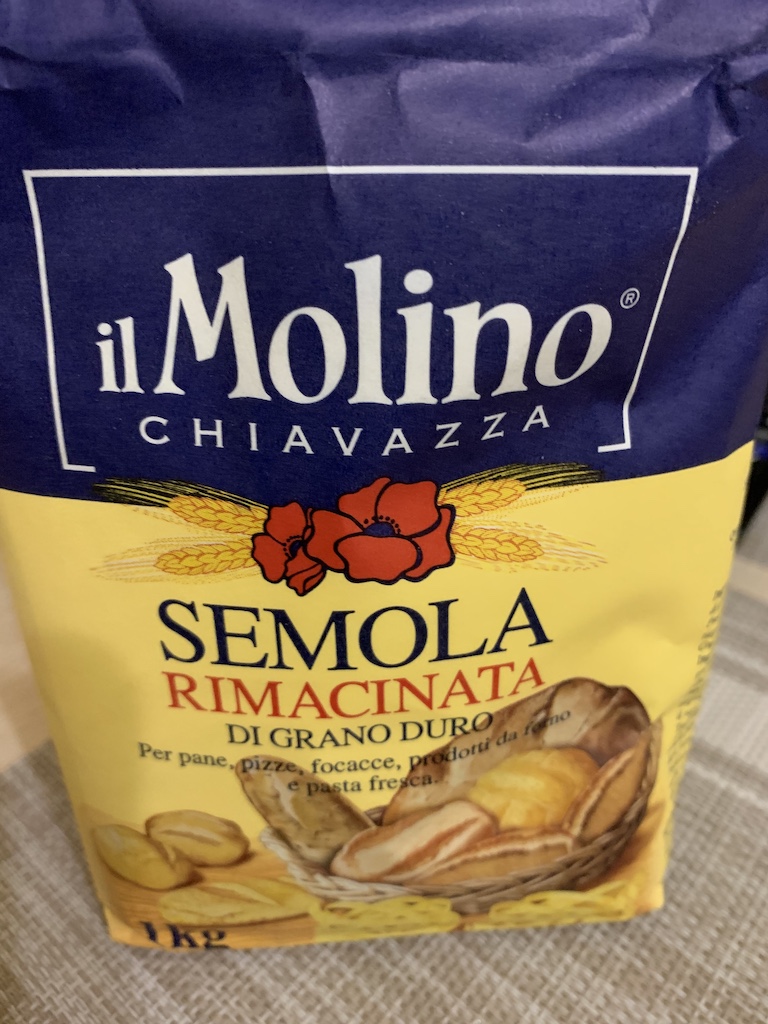 il Molino®
CHIAVAZZA
SEMOLA
RIMACINATA
DI GRANO DURO
Per pane, pizze, focacce, prodotti da forno
e pasta fresca.
1kg